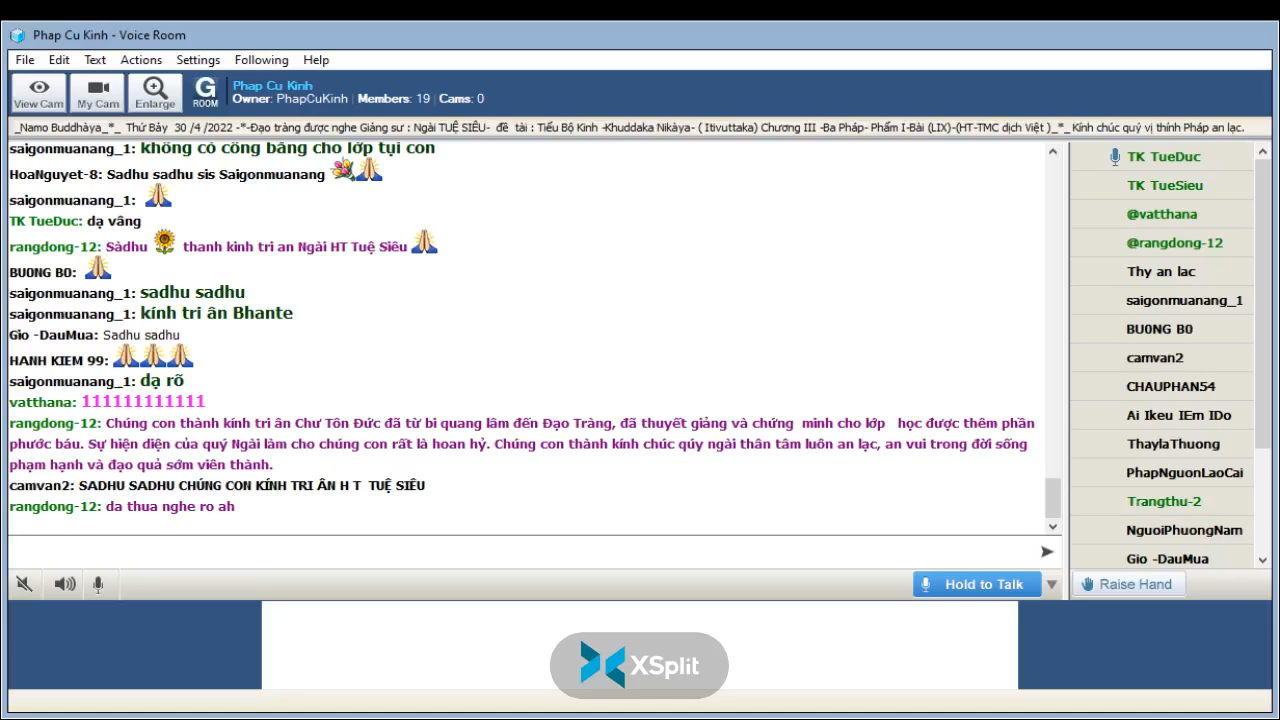 Phap Cu Kinh - Voice Room
File Edit Text Actions Settings Following Help
View Cam My Cam Enlarge G ROOM
Phap Cu Kinh
Owner: PhapCuKinh Members: 19 Cams: 0
_Namo Buddhàya_*_ Thứ Bảy 30 /4 /2022 -*-Đạo tràng được nghe Giảng sư : Ngài TUỆ SIÊU- đề tài : Tiểu Bộ Kinh -Khuddaka Nikàya- ( Itivuttaka) Chương III -Ba Pháp- Phẩm I-Bài (LIX)-(HT-TMC dịch Việt )_*_ Kính chúc quý vị thính Pháp an lạc.
saigonmuanang_1: không có công bằng cho lớp tụi con
HoaNguyet-8: Sadhu sadhu sis Saigonmuanang
saigonmuanang_1:
TK TueDuc: dạ vâng
rangdong-12: Sàdhu thanh kinh tri an Ngài HT Tuệ Siêu
BU0NG B0:
saigonmuanang_1: sadhu sadhu
saigonmuanang_1: kính tri ân Bhante
Gio -DauMua: Sadhu sadhu
HANH KIEM 99:
saigonmuanang_1: dạ rõ
vatthana: 111111111111
rangdong-12: Chúng con thành kính tri ân Chư Tôn Đức đã từ bi quang lâm đến Đạo Tràng, đã thuyết giảng và chứng minh cho lớp học được thêm phần
phước báu. Sự hiện diện của quý Ngài làm cho chúng con rất là hoan hỷ. Chúng con thành kính chúc qúy ngài thân tâm luôn an lạc, an vui trong đời sống
phạm hạnh và đạo quả sớm viên thành.
camvan2: SADHU SADHU CHÚNG CON KÍNH TRI ÂN H T TUỆ SIÊU
rangdong-12: da thua nghe ro ah
TK TueDuc
TK TueSieu
@vatthana
@rangdong-12
Thy an lac
saigonmuanang_1
BU0NG B0
camvan2
CHAUPHAN54
Ai Ikeu IEm IDo
ThaylaThuong
PhapNguonLaoCai
Trangthu-2
NguoiPhuongNam
Gio -DauMua
Hold to Talk
Raise Hand
XSplit